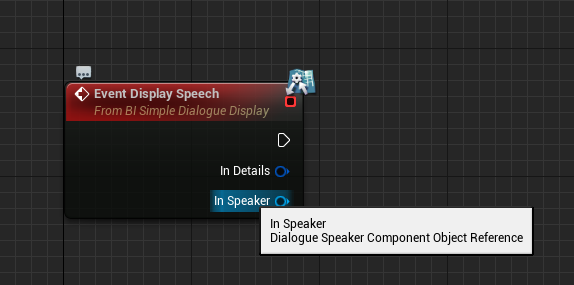 Event Display Speech
From BI Simple Dialogue Display
In Details
In Speaker
In Speaker
Dialogue Speaker Component Object Reference